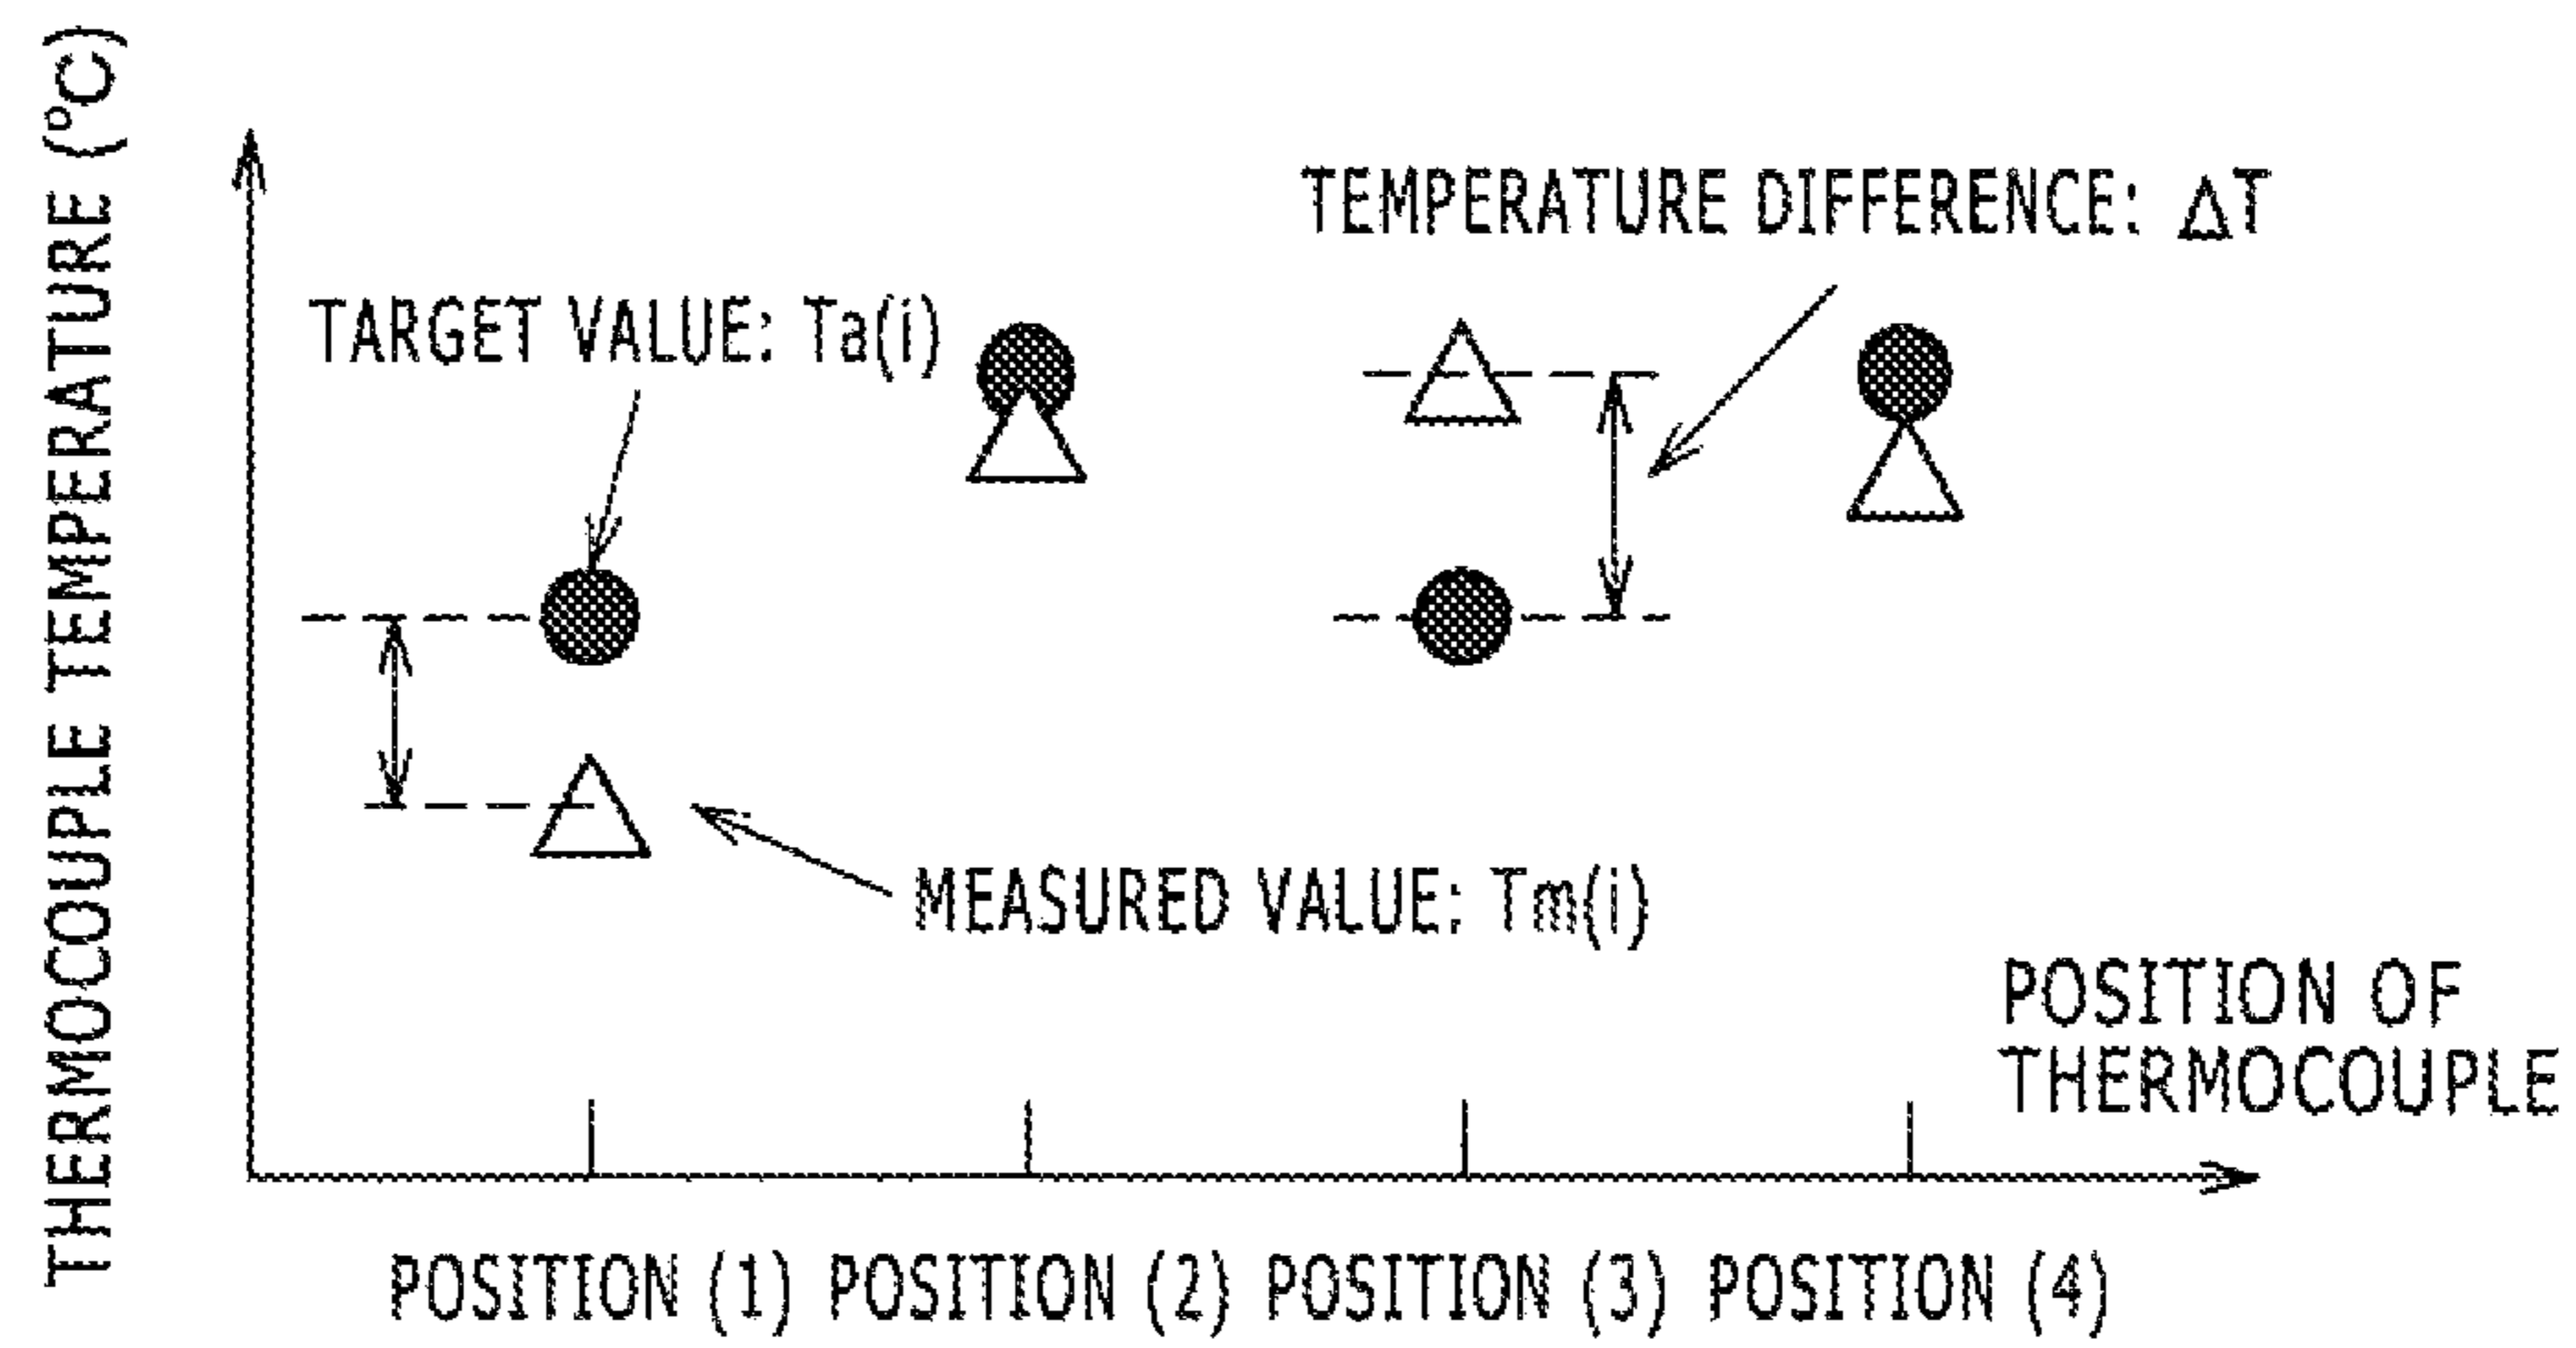 THERMOCOUPLE TEMPERATURE (°C)
TEMPERATURE DIFFERENCE: ΔT
TARGET VALUE: Ta(i)
MEASURED VALUE: Tm(i)
POSITION OF
THERMOCOUPLE
POSITION (1) POSITION (2) POSITION (3) POSITION (4)